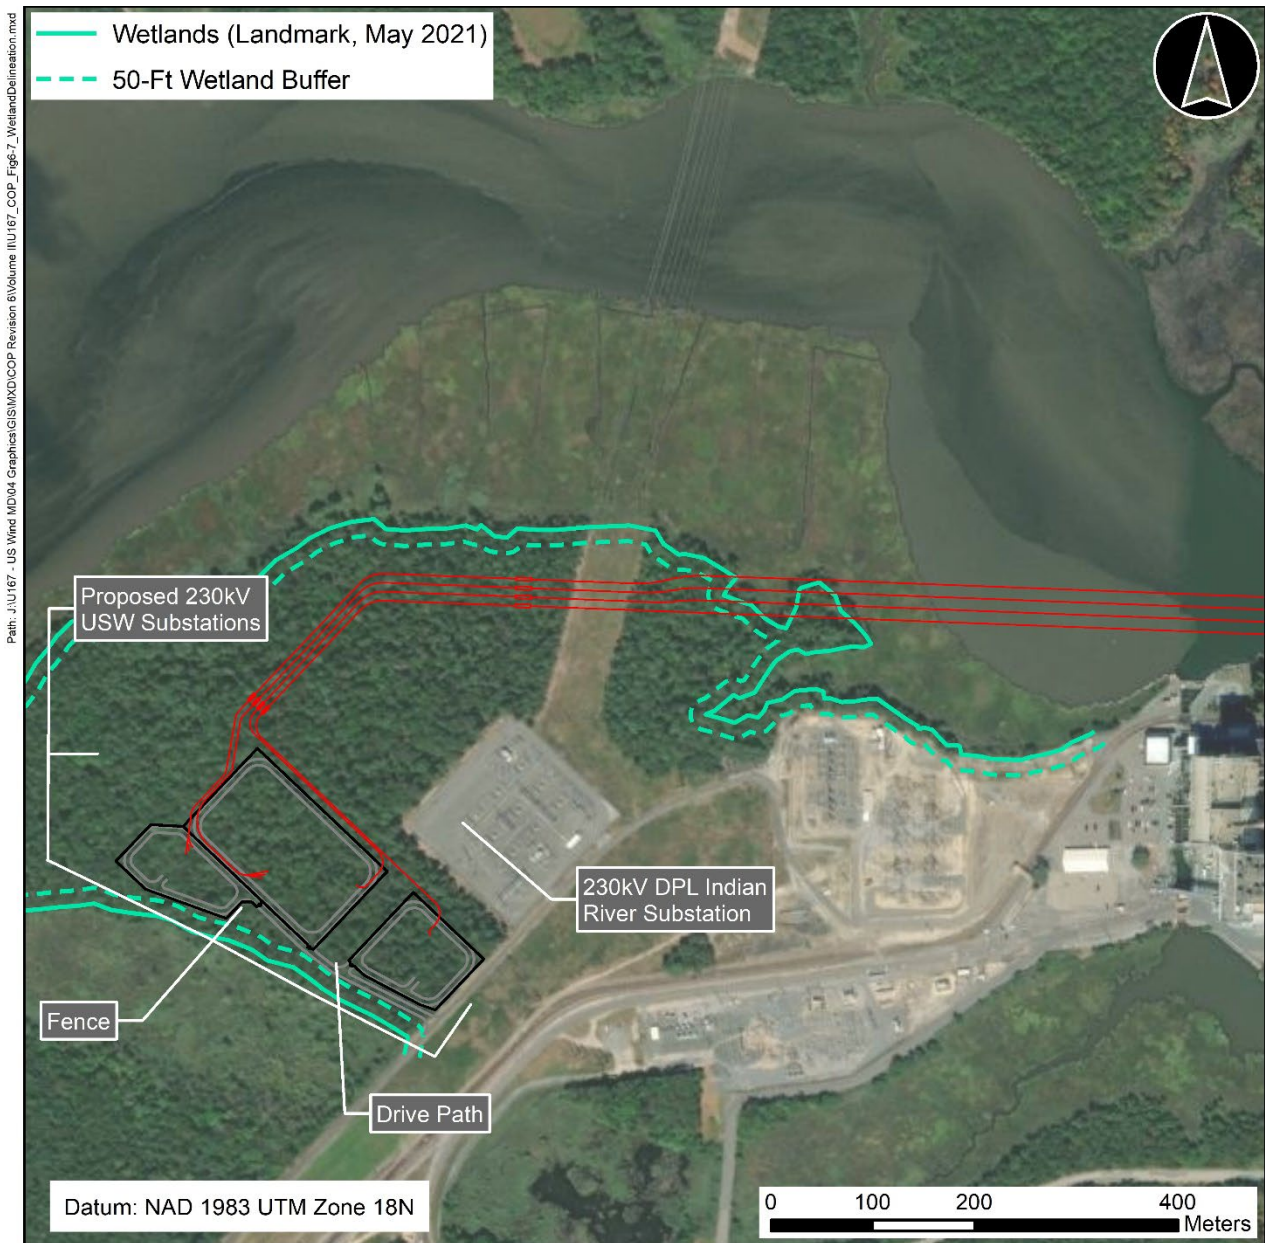 Path: J:\U167 - US Wind MD\04 Graphics\GIS\MXD\COP Revision 6\Volume II\U167_COP_Fig6-7_WetlandDelineation.mxd
Wetlands (Landmark, May 2021)
50-Ft Wetland Buffer
Proposed 230kV
USW Substations
230kV DPL Indian
River Substation
Fence
Drive Path
Datum: NAD 1983 UTM Zone 18N
0 100 200 400
Meters